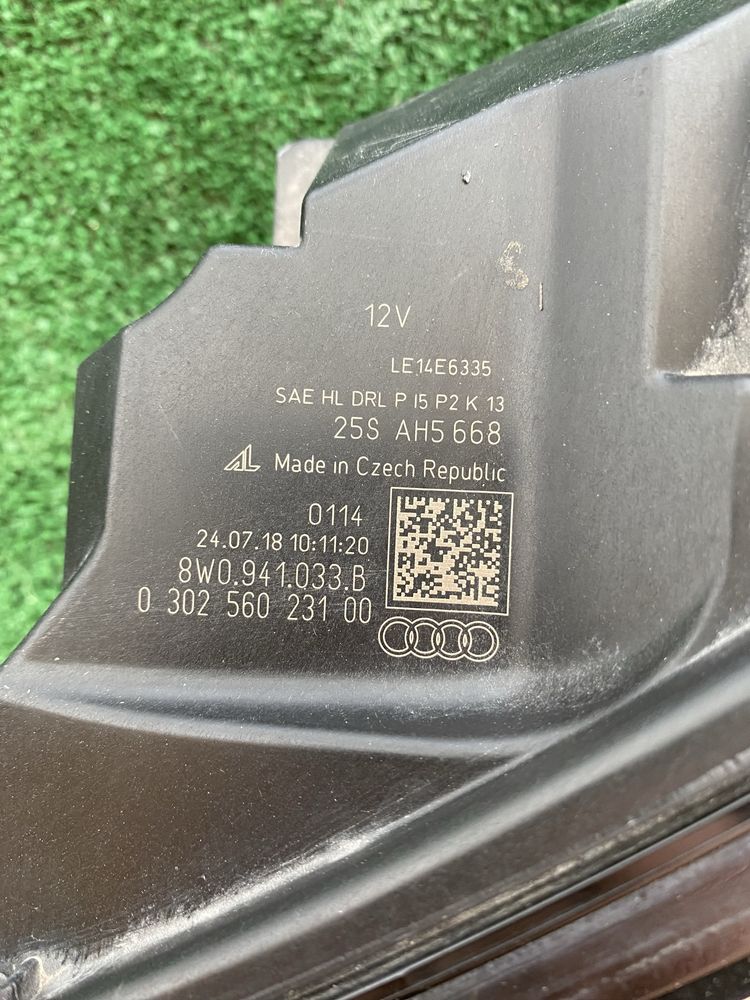 12V
LE14E6335
SAE HL DRL P I5 P2 K 13
25S AH5 668
AL Made in Czech Republic
0114
24.07.18 10:11:20
8W0.941.033.B
0 302 560 231 00